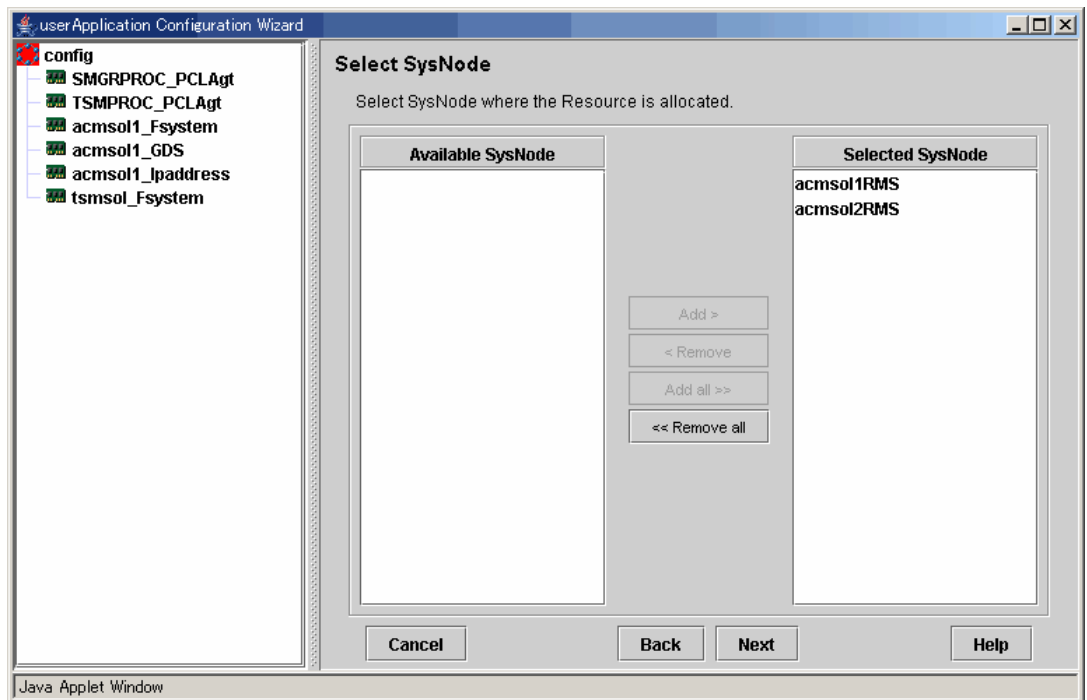 userApplication Configuration Wizard
config
SMGRPROC_PCLAgt
TSMPROC_PCLAgt
acmsol1_Fsystem
acmsol1_GDS
acmsol1_Ipaddress
tsmsol_Fsystem
Select SysNode
Select SysNode where the Resource is allocated.
Available SysNode
Selected SysNode
acmsol1RMS
acmsol2RMS
Add >
< Remove
Add all >>
<< Remove all
Cancel
Back
Next
Help
Java Applet Window